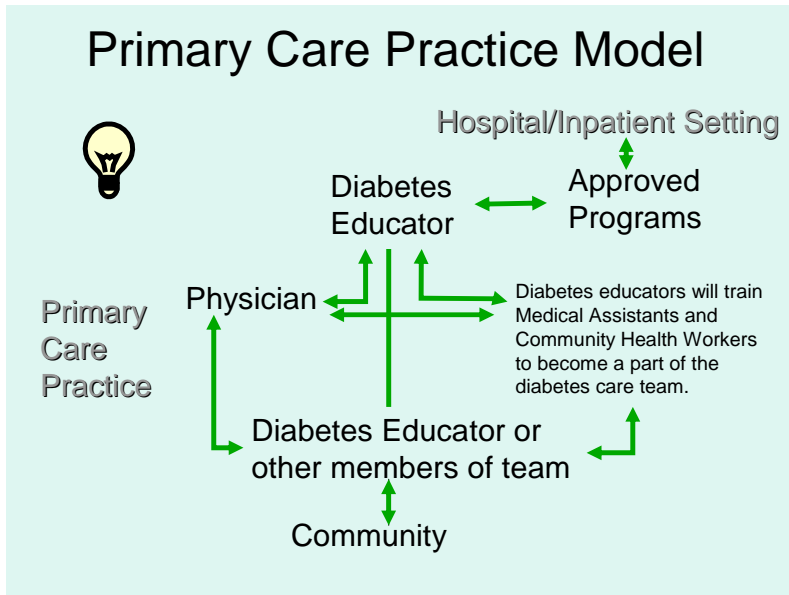 Primary Care Practice Model
Hospital/Inpatient Setting
Diabetes
Educator
Approved
Programs
Physician
Diabetes educators will train
Medical Assistants and
Community Health Workers
to become a part of the
diabetes care team.
Primary
Care
Practice
Diabetes Educator or
other members of team
Community